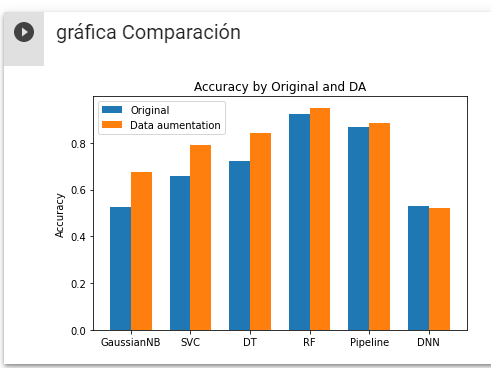 gráfica Comparación
Accuracy by Original and DA
Original
Data aumentation
Accuracy
0.8
0.6
0.4
0.2
0.0
GaussianNB SVC DT RF Pipeline DNN